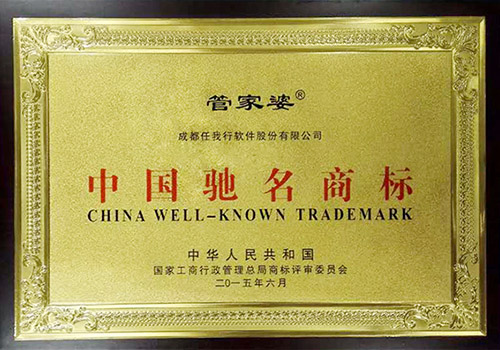 管家婆®
成都任我行软件股份有限公司
中国驰名商标
CHINA WELL-KNOWN TRADEMARK
中华人民共和国
国家工商行政管理总局商标评审委员会
二〇一五年六月